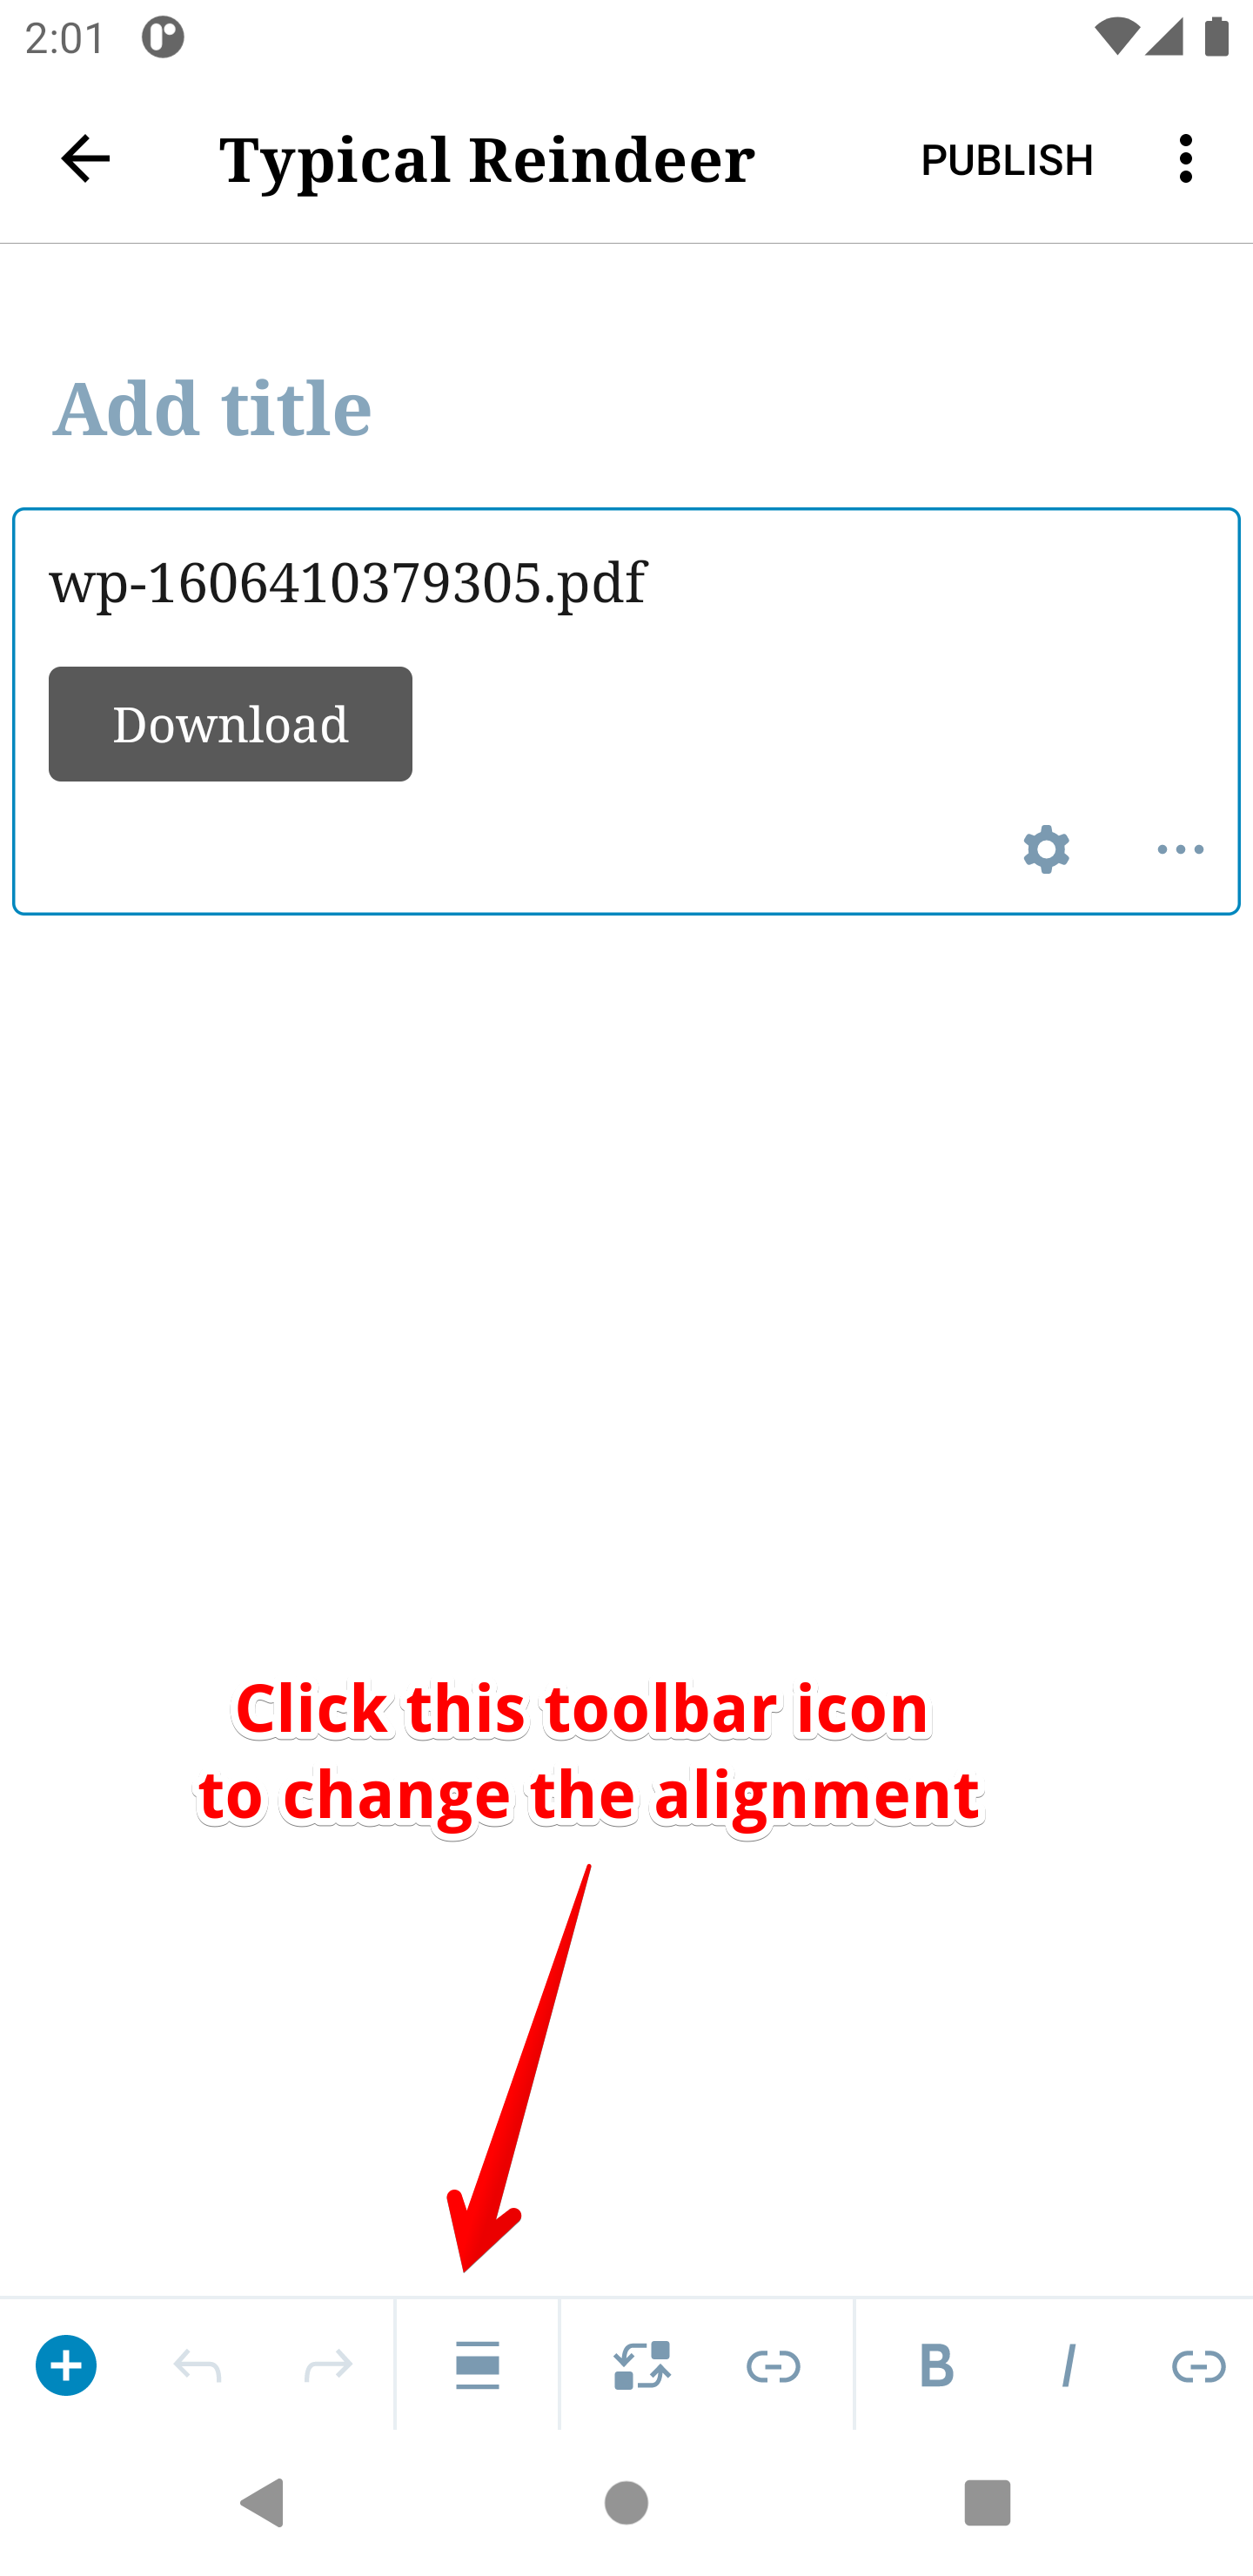 2:01
Typical Reindeer PUBLISH
Add title
wp-1606410379305.pdf
Download
Click this toolbar icon
to change the alignment
B I